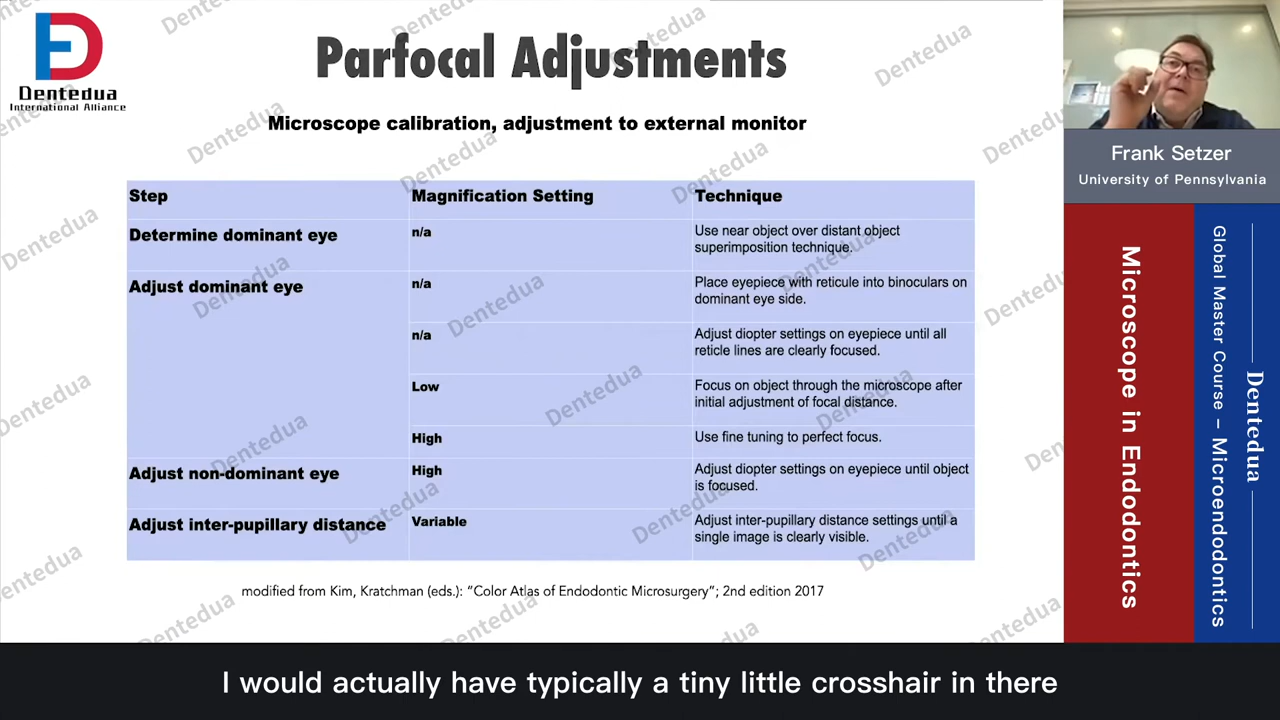 Dentedua
International Alliance
Parfocal Adjustments
Microscope calibration, adjustment to external monitor
Step Magnification Setting Technique
Determine dominant eye n/a Use near object over distant object
superimposition technique.
Adjust dominant eye n/a Place eyepiece with reticule into binoculars on
dominant eye side.
n/a Adjust diopter settings on eyepiece until all
reticle lines are clearly focused.
Low Focus on object through the microscope after
initial adjustment of focal distance.
High Use fine tuning to perfect focus.
Adjust non-dominant eye High Adjust diopter settings on eyepiece until object
is focused.
Adjust inter-pupillary distance Variable Adjust inter-pupillary distance settings until a
single image is clearly visible.
modified from Kim, Kratchman (eds.): “Color Atlas of Endodontic Microsurgery”; 2nd edition 2017
Frank Setzer
University of Pennsylvania
Microscope in Endodontics
Global Master Course – Microendodontics
Dentedua
I would actually have typically a tiny little crosshair in there